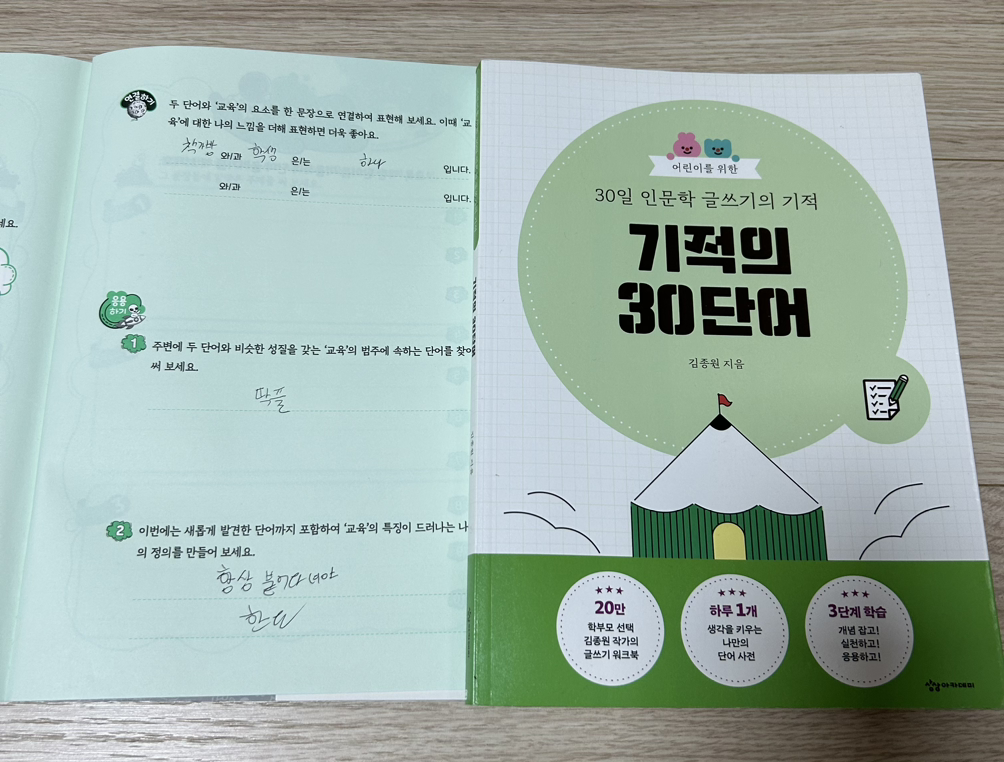 세요.
연결하기
두 단어와 '교육'의 요소를 한 문장으로 연결하여 표현해 보세요. 이때 '교
육'에 대한 나의 느낌을 더해 표현하면 더욱 좋아요.
책가방 와/과 학생 은/는 하나 입니다.
와/과 은/는 입니다.
응용
하기
1 주변에 두 단어와 비슷한 성질을 갖는 '교육'의 범주에 속하는 단어를 찾아
써 보세요.
딱풀
2 이번에는 새롭게 발견한 단어까지 포함하여 '교육'의 특징이 드러나는 나
의 정의를 만들어 보세요.
항상 붙어다녀야
한다
어린이를 위한
30일 인문학 글쓰기의 기적
기적의
30단어
김종원 지음
20만
학부모 선택
김종원 작가의
글쓰기 워크북
하루 1개
생각을 키우는
나만의
단어 사전
3단계 학습
개념 잡고!
실천하고!
응용하고!
상상아카데미